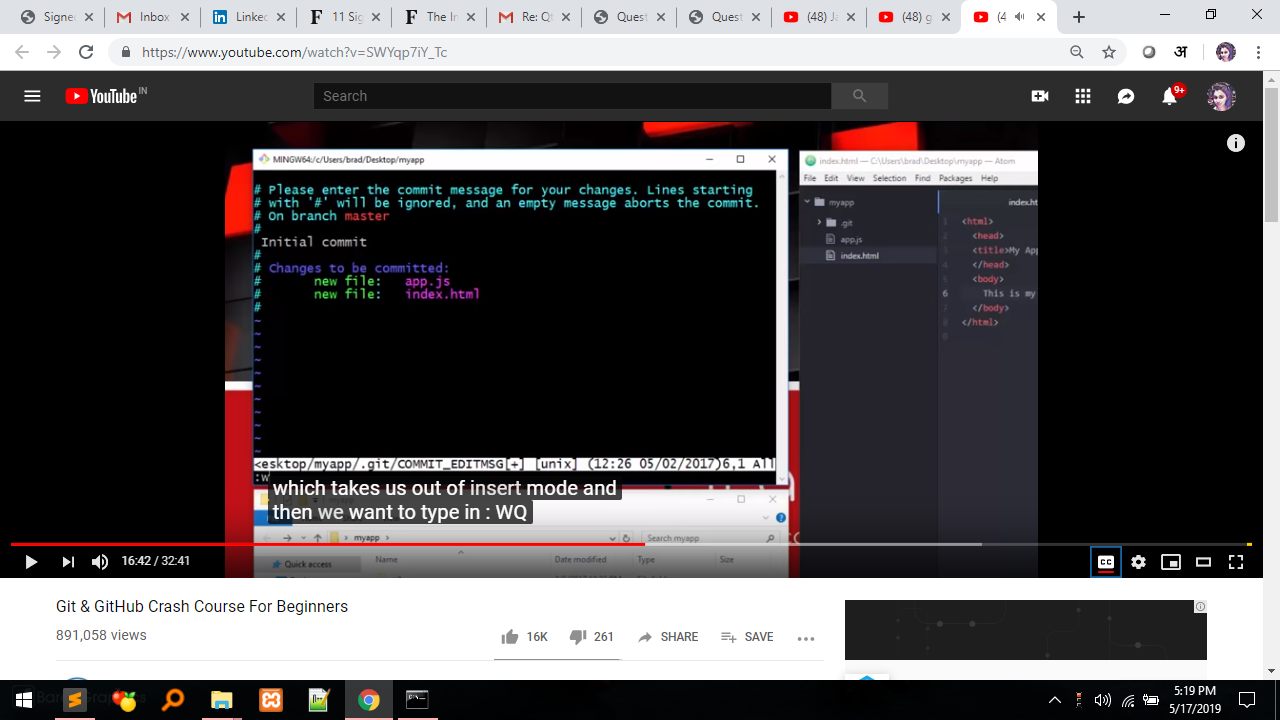 Signe
Inbox
Linke
11 Sig
The In
Re: Qt
Quest
Quest
(48) Ja
(48) g
(4
https://www.youtube.com/watch?v=SWYqp7iY_Tc
अ
YouTube IN
Search
9+
MINGW64:/c/Users/brad/Desktop/myapp
# Please enter the commit message for your changes. Lines starting
# with '#' will be ignored, and an empty message aborts the commit.
# On branch master
#
Initial commit
#
# Changes to be committed:
# new file: app.js
# new file: index.html
#
~
~
~
~
~
~
~
~
~
~
~
<esktop/myapp/.git/COMMIT_EDITMSG[+] [unix] (12:26 05/02/2017)6,1 All
:w
index.html — C:\Users\brad\Desktop\myapp — Atom
File Edit View Selection Find Packages Help
myapp
.git
app.js
index.html
index.ht
1 <html>
2 <head>
3 <title>My App
4 </head>
5 <body>
6 This is my
7 </body>
8 </html>
9
which takes us out of insert mode and
then we want to type in : WQ
myapp
Search myapp
Quick access
Name Date modified Type Size
16:42 / 32:41
CC
Git & GitHub Crash Course For Beginners
891,058 views
16K
261
SHARE
SAVE
5:19 PM
5/17/2019